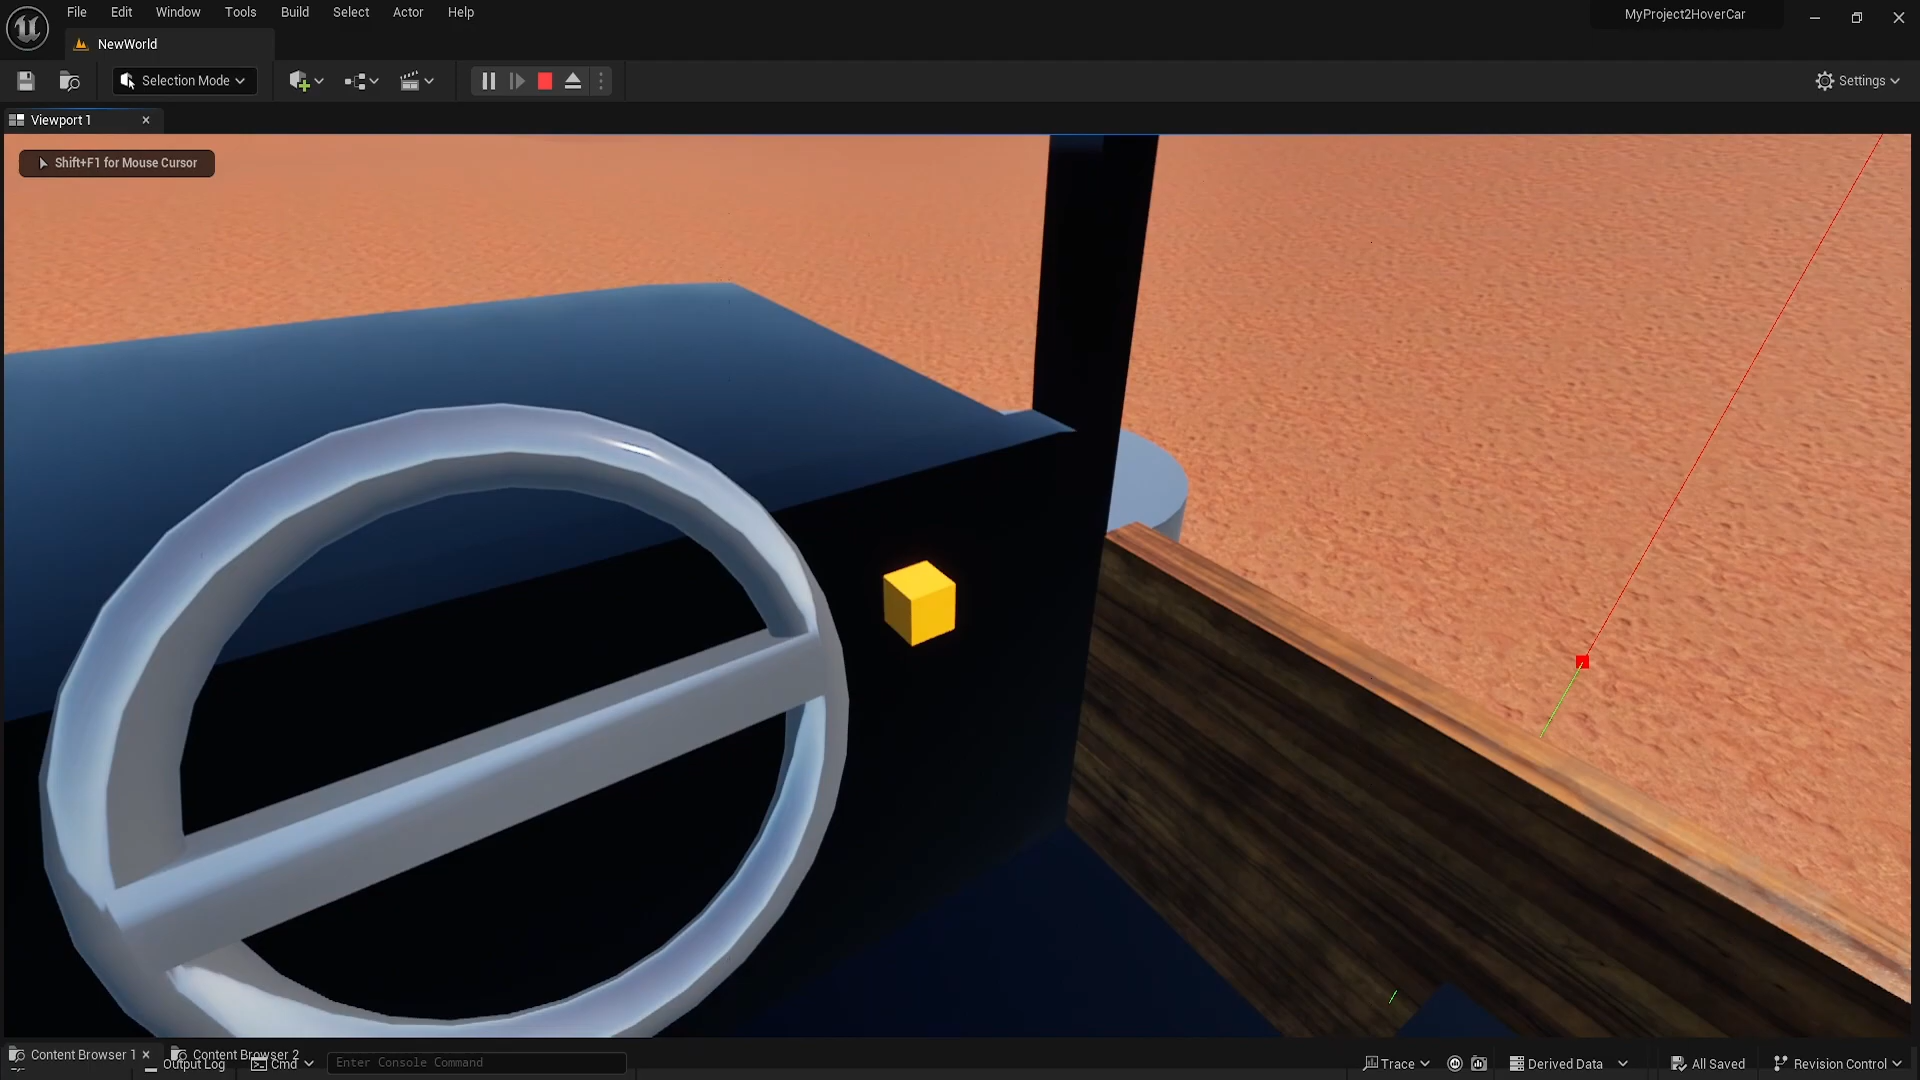 File Edit Window Tools Build Select Actor Help
MyProject2HoverCar
NewWorld
Selection Mode
Settings
Viewport 1
Shift+F1 for Mouse Cursor
Content Browser 1
Content Browser 2
Output Log
Cmd
Enter Console Command
Trace
Derived Data
All Saved
Revision Control